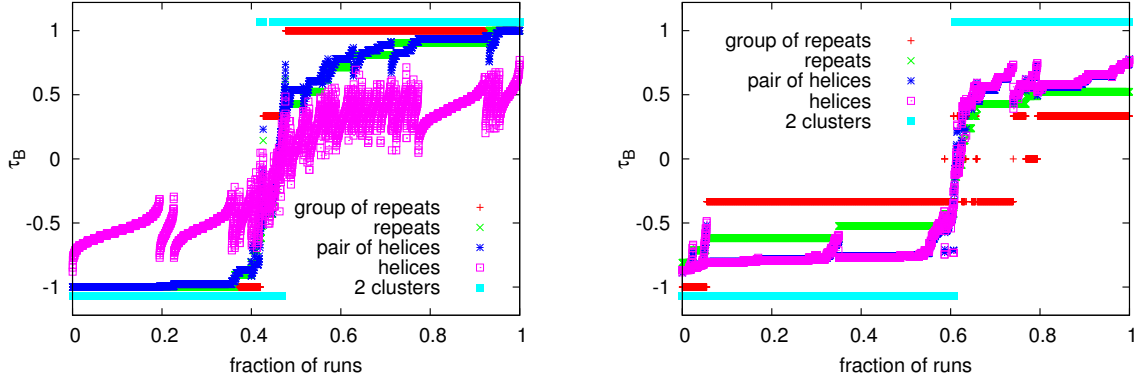 1
0.5
0
-0.5
-1
τB
0 0.2 0.4 0.6 0.8 1
fraction of runs
group of repeats
repeats
pair of helices
helices
2 clusters
1
0.5
0
-0.5
-1
τB
0 0.2 0.4 0.6 0.8 1
fraction of runs
group of repeats
repeats
pair of helices
helices
2 clusters